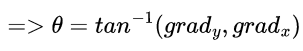 => θ = tan⁻¹(grad_y, grad_x)